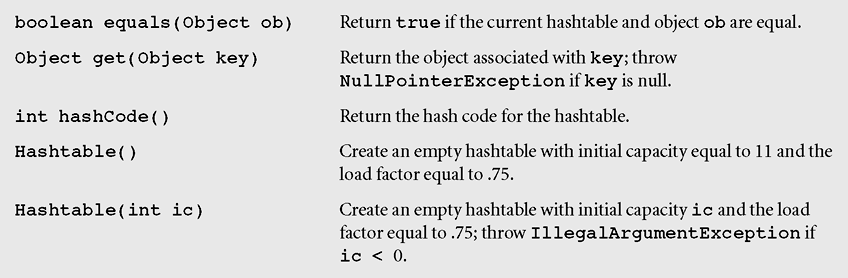 boolean equals(Object ob) Return true if the current hashtable and object ob are equal.
Object get(Object key) Return the object associated with key; throw
NullPointerException if key is null.
int hashCode() Return the hash code for the hashtable.
Hashtable() Create an empty hashtable with initial capacity equal to 11 and the
load factor equal to .75.
Hashtable(int ic) Create an empty hashtable with initial capacity ic and the load
factor equal to .75; throw IllegalArgumentException if
ic < 0.